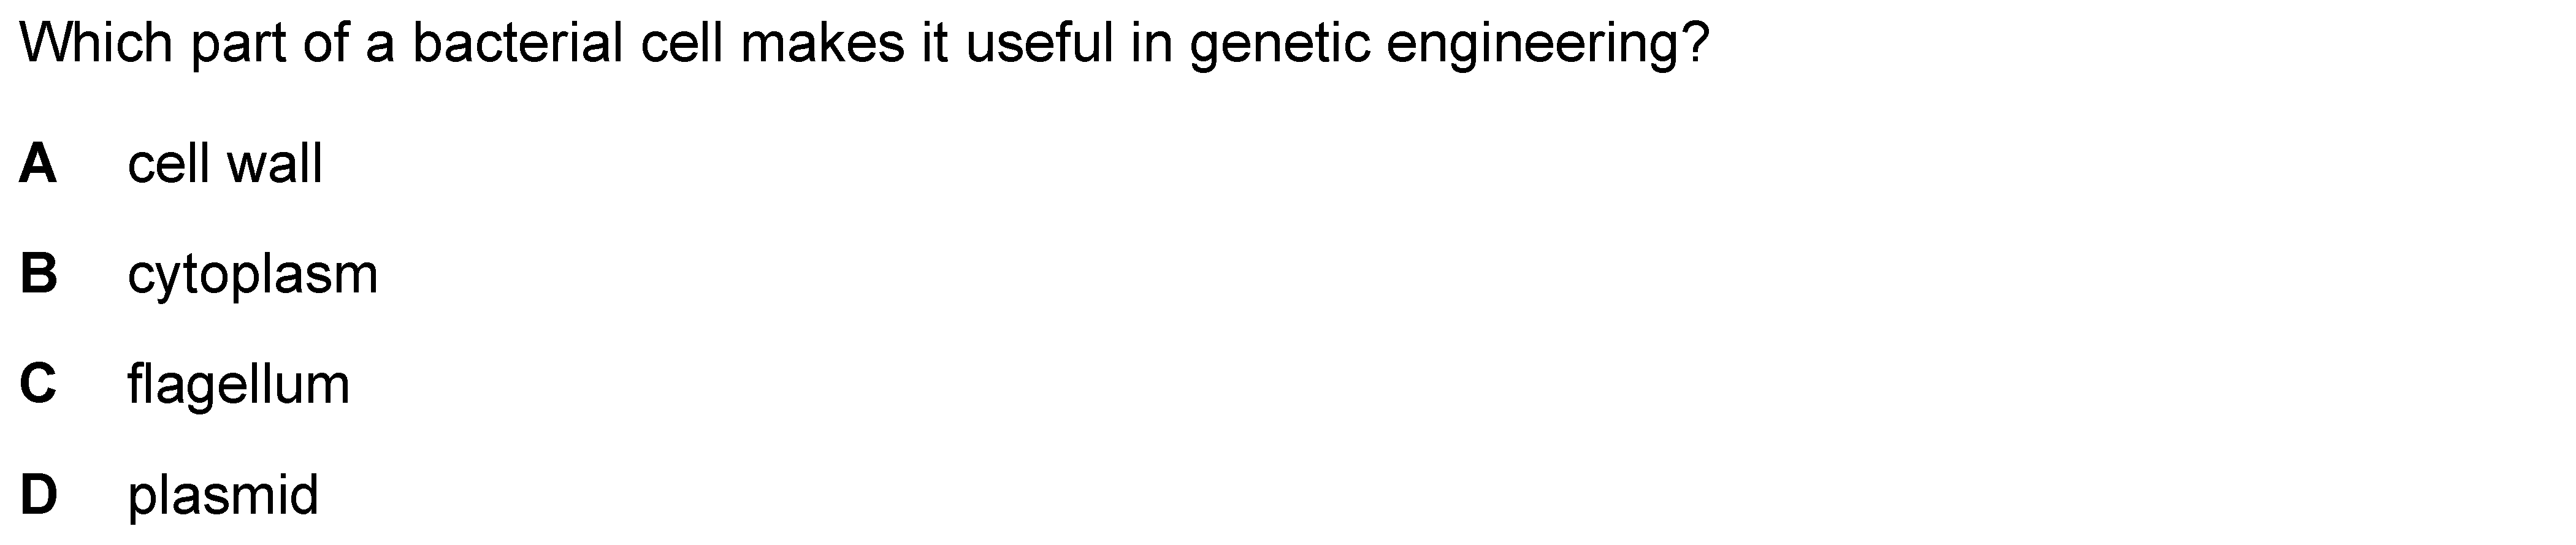 Which part of a bacterial cell makes it useful in genetic engineering?
A cell wall
B cytoplasm
C flagellum
D plasmid